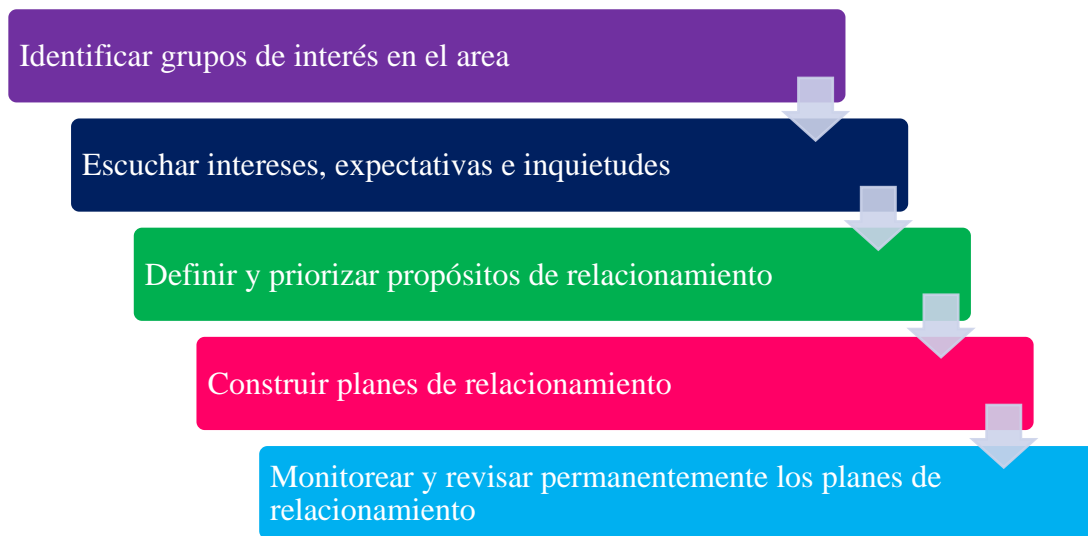 Identificar grupos de interés en el area
Escuchar intereses, expectativas e inquietudes
Definir y priorizar propósitos de relacionamiento
Construir planes de relacionamiento
Monitorear y revisar permanentemente los planes de
relacionamiento